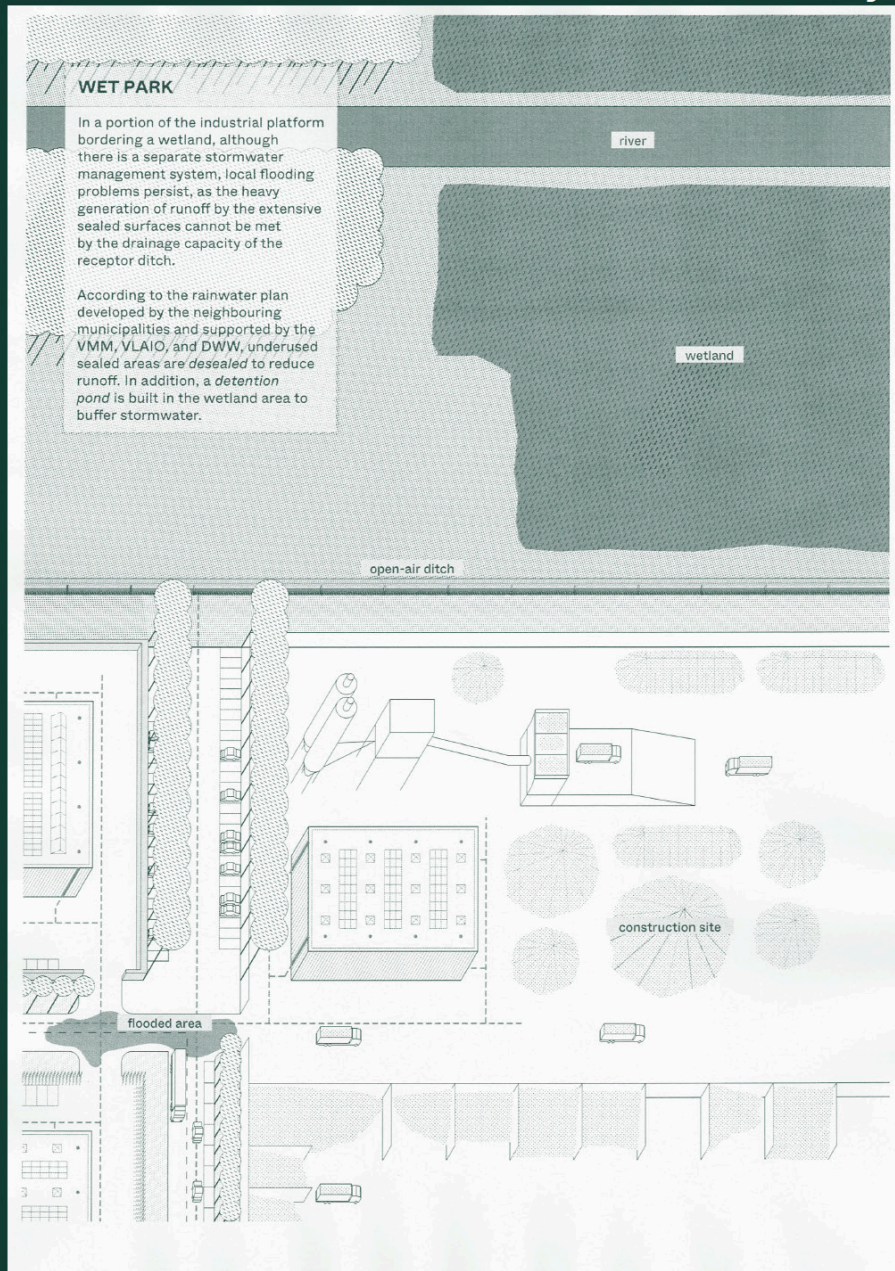 WET PARK
In a portion of the industrial platform
bordering a wetland, although
there is a separate stormwater
management system, local flooding
problems persist, as the heavy
generation of runoff by the extensive
sealed surfaces cannot be met
by the drainage capacity of the
receptor ditch.
According to the rainwater plan
developed by the neighbouring
municipalities and supported by the
VMM, VLAIO, and DWW, underused
sealed areas are desealed to reduce
runoff. In addition, a detention
pond is built in the wetland area to
buffer stormwater.
river
wetland
open-air ditch
construction site
flooded area